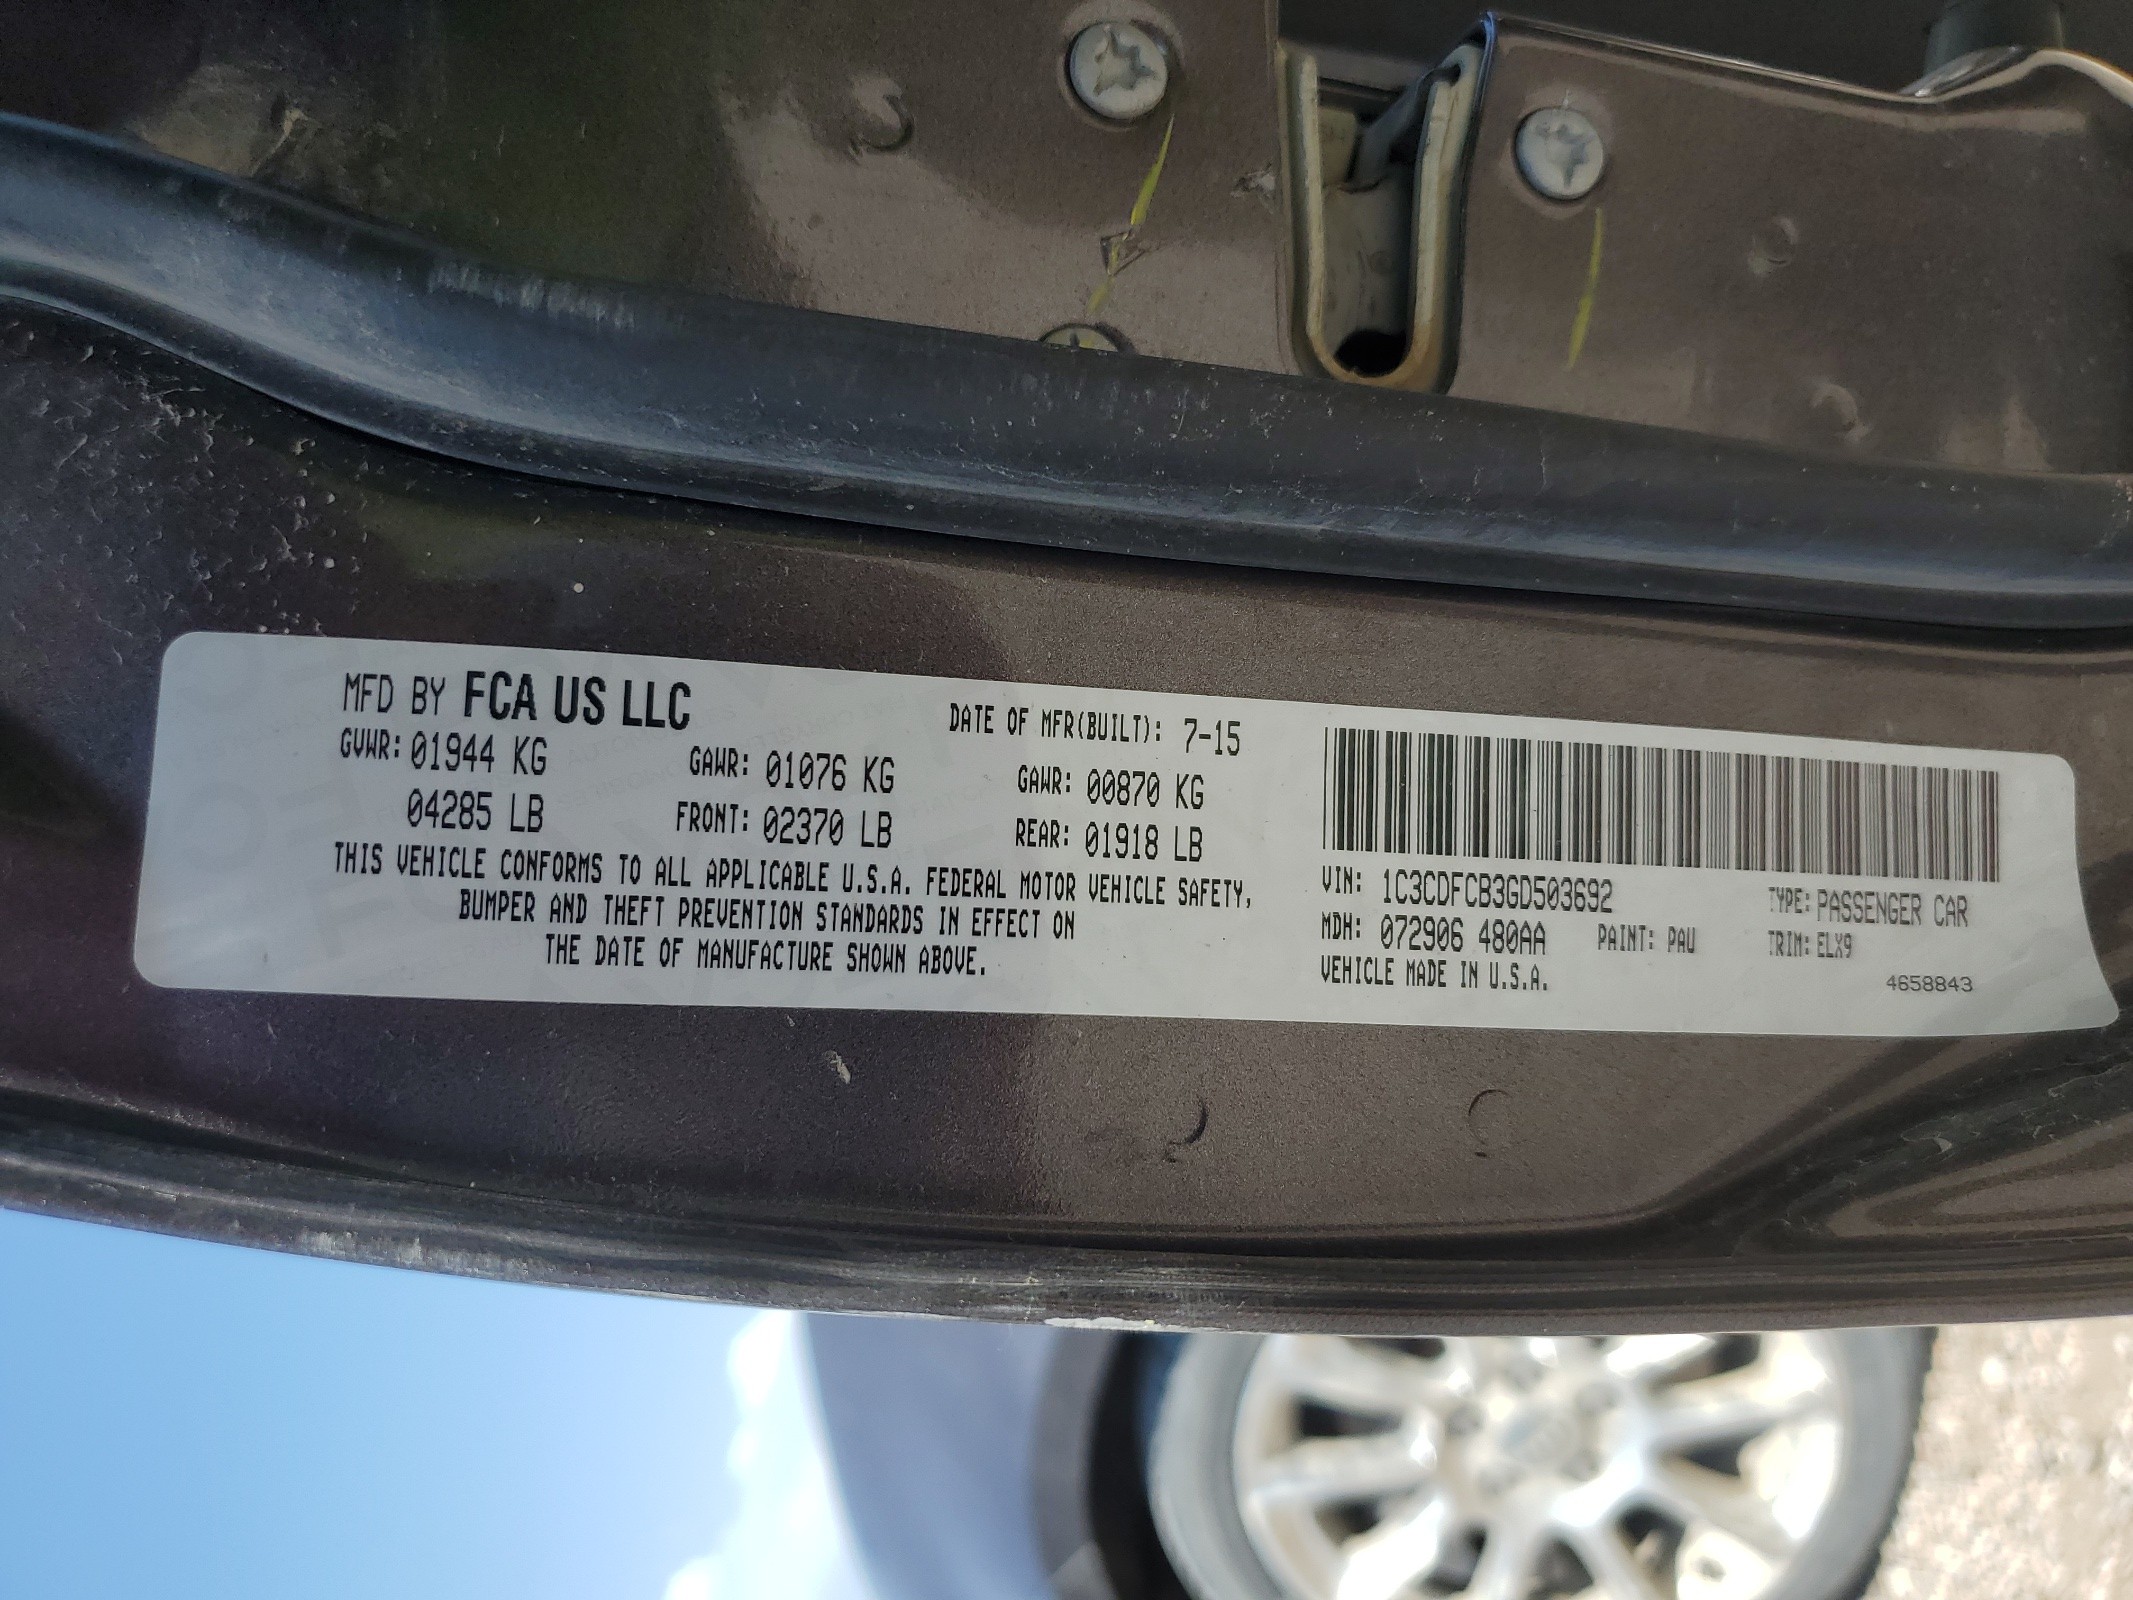 MFD BY FCA US LLC
DATE OF MFR(BUILT): 7-15
GVWR: 01944 KG GAWR: 01076 KG GAWR: 00870 KG
04285 LB FRONT: 02370 LB REAR: 01918 LB
THIS VEHICLE CONFORMS TO ALL APPLICABLE U.S.A. FEDERAL MOTOR VEHICLE SAFETY,
BUMPER AND THEFT PREVENTION STANDARDS IN EFFECT ON
THE DATE OF MANUFACTURE SHOWN ABOVE.
VIN: 1C3CDFCB3GD503692 TYPE: PASSENGER CAR
MDH: 072906 480AA PAINT: PAU TRIM: ELX9
VEHICLE MADE IN U.S.A.
4658843